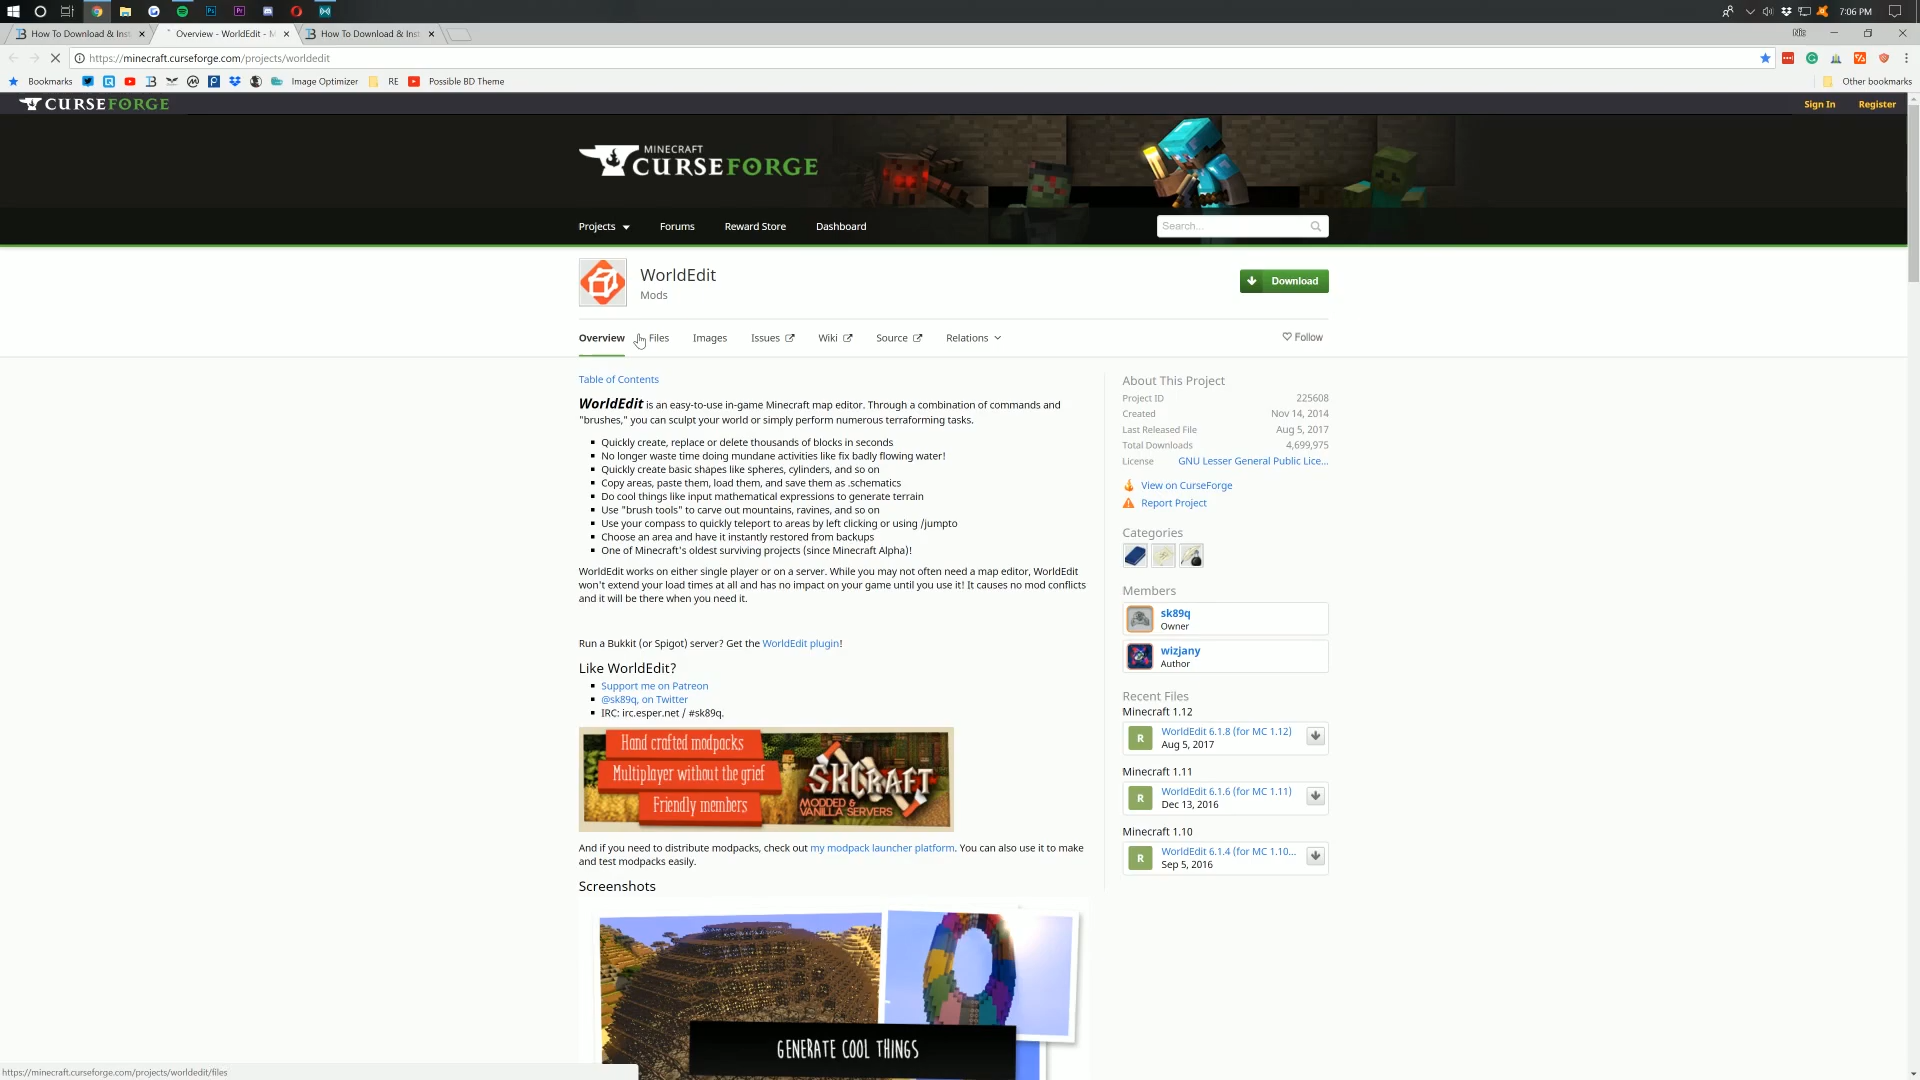 7:06 PM
How To Download & Inst
Overview - WorldEdit - M
How To Download & Inst
https://minecraft.curseforge.com/projects/worldedit
Bookmarks
Image Optimizer
RE
Possible BD Theme
Other bookmarks
CURSEFORGE
Sign In
Register
MINECRAFT
CURSEFORGE
Projects
Forums
Reward Store
Dashboard
Search...
WorldEdit
Mods
Download
Overview
Files
Images
Issues
Wiki
Source
Relations
Follow
Table of Contents
WorldEdit is an easy-to-use in-game Minecraft map editor. Through a combination of commands and
"brushes," you can sculpt your world or simply perform numerous terraforming tasks.
Quickly create, replace or delete thousands of blocks in seconds
No longer waste time doing mundane activities like fix badly flowing water!
Quickly create basic shapes like spheres, cylinders, and so on
Copy areas, paste them, load them, and save them as .schematics
Do cool things like input mathematical expressions to generate terrain
Use "brush tools" to carve out mountains, ravines, and so on
Use your compass to quickly teleport to areas by left clicking or using /jumpto
Choose an area and have it instantly restored from backups
One of Minecraft's oldest surviving projects (since Minecraft Alpha)!
WorldEdit works on either single player or on a server. While you may not often need a map editor, WorldEdit
won't extend your load times at all and has no impact on your game until you use it! It causes no mod conflicts
and it will be there when you need it.
Run a Bukkit (or Spigot) server? Get the WorldEdit plugin!
Like WorldEdit?
Support me on Patreon
@sk89q, on Twitter
IRC: irc.esper.net / #sk89q.
Hand crafted modpacks
Multiplayer without the grief
Friendly members
SKCRAFT
MODDED &
VANILLA SERVERS
And if you need to distribute modpacks, check out my modpack launcher platform. You can also use it to make
and test modpacks easily.
Screenshots
GENERATE COOL THINGS
About This Project
Project ID 225608
Created Nov 14, 2014
Last Released File Aug 5, 2017
Total Downloads 4,699,975
License GNU Lesser General Public Lice...
View on CurseForge
Report Project
Categories
Members
sk89q
Owner
wizjany
Author
Recent Files
Minecraft 1.12
R
WorldEdit 6.1.8 (for MC 1.12)
Aug 5, 2017
Minecraft 1.11
R
WorldEdit 6.1.6 (for MC 1.11)
Dec 13, 2016
Minecraft 1.10
R
WorldEdit 6.1.4 (for MC 1.10...
Sep 5, 2016
https://minecraft.curseforge.com/projects/worldedit/files